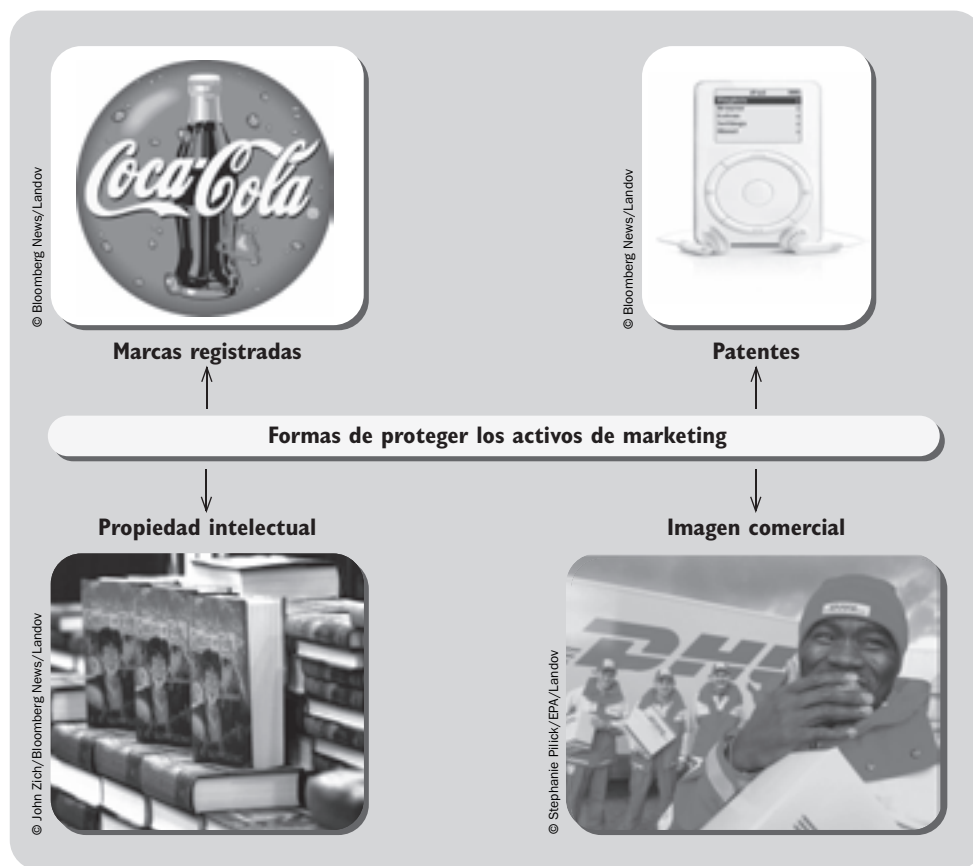 © Bloomberg News/Landov
Coca-Cola
© Bloomberg News/Landov
Marcas registradas
Patentes
Formas de proteger los activos de marketing
Propiedad intelectual
Imagen comercial
© John Zich/Bloomberg News/Landov
© Stephanie Pilick/EPA/Landov
DHL